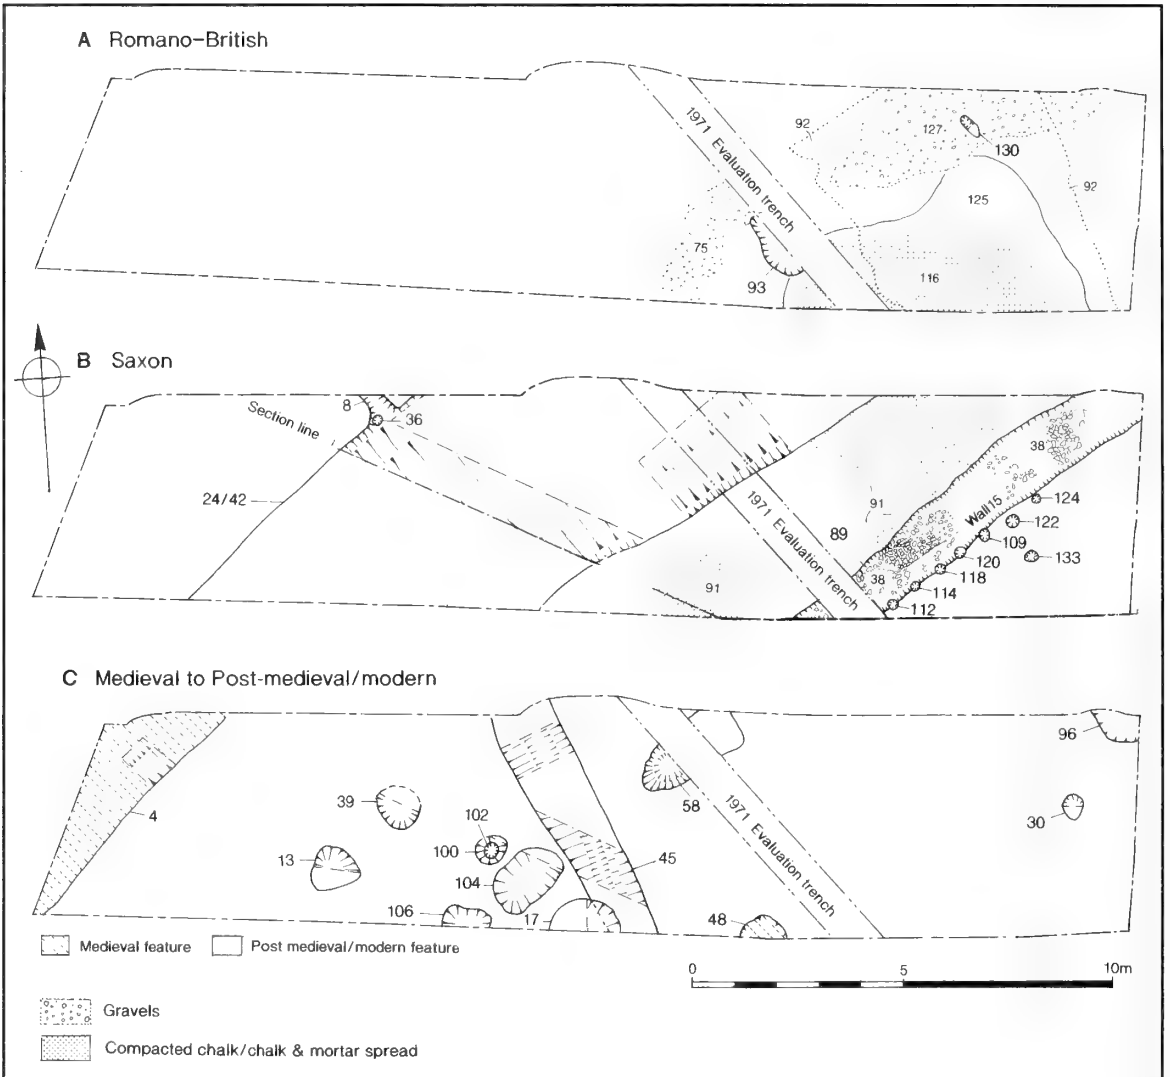 A Romano-British
1971 Evaluation trench
92
127
130
92
125
75
116
93
B Saxon
8
36
Section line
24/42
38
91
Wall 15
124
122
89
109
120
133
1971 Evaluation trench
118
38
91
114
112
C Medieval to Post-medieval/modern
96
39
58
1971 Evaluation trench
4
102
30
100
13
45
104
106
17
48
Medieval feature
Post medieval/modern feature
0 5 10m
Gravels
Compacted chalk/chalk & mortar spread